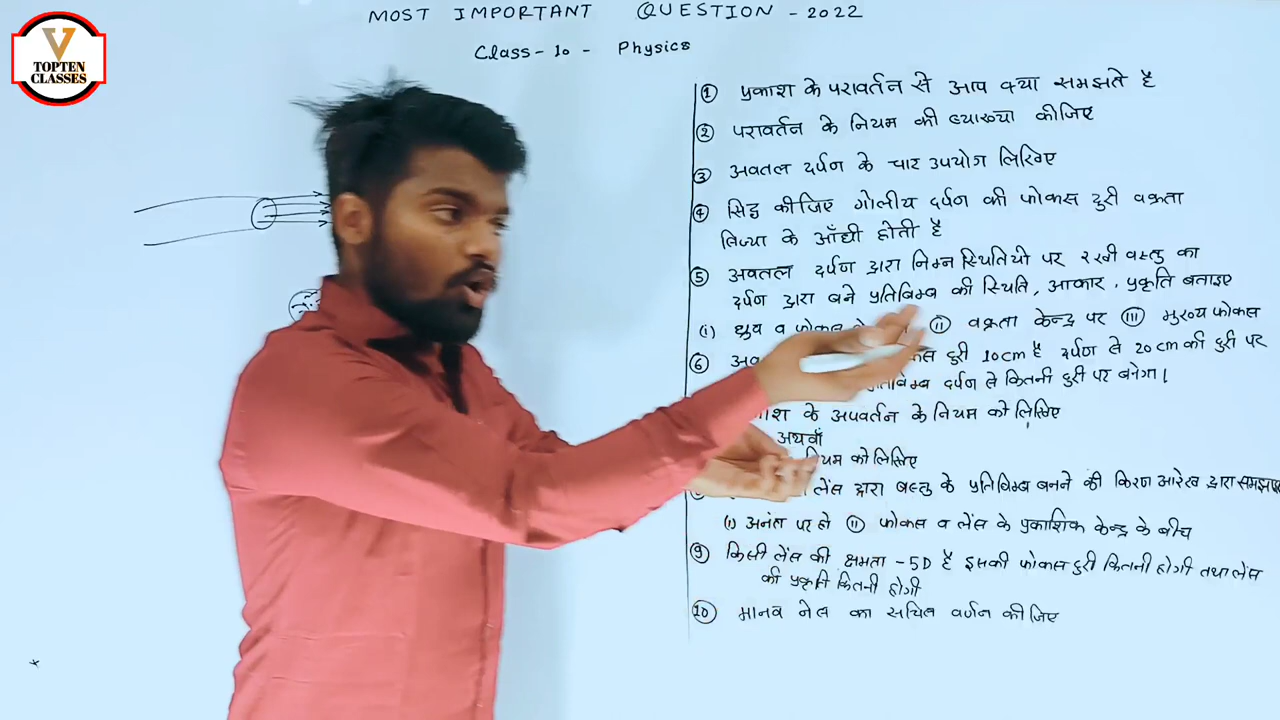 TOPTEN
CLASSES
MOST IMPORTANT QUESTION - 2022
Class - 10 - Physics
① प्रकाश के परावर्तन से आप क्या समझते है
② परावर्तन के नियम की व्याख्या कीजिए
③ अवतल दर्पन के चार उपयोग लिखिए
④ सिद्ध कीजिए गोलीय दर्पन की फोकस दुरी वक्रता
त्रिज्या के आँधी होती है
⑤ अवतल दर्पण द्वारा निम्न स्थितियो पर रखी वस्तु का
दर्पण द्वारा बने प्रतिबिम्ब की स्थिति, आकार, प्रकृति बताइए
(i) ध्रुव व फोकस ⓘⓘ वक्रता केन्द्र पर ⓘⓘⓘ मुख्य फोकस
⑥ दुरी 10cm है दर्पण से 20cm की दुरी पर
दर्पण से कितनी दुरी पर बनेगा।
के अपवर्तन के नियम को लिखिए
अथवाँ
नियम को लिखिए
लेंस द्वारा वस्तु के प्रतिबिम्ब बनने की किरण आरेख द्वारा
(i) अनंत पर हो ⓘⓘ फोकस व लेंस के प्रकाशिक केन्द्र के बीच
⑨ किसी लेंस की क्षमता -5D है इसकी फोकस दुरी कितनी होगी तथा लेंस
की प्रकृति कितनी होगी
⑩ मानव नेत्र का सचित्र वर्णन कीजिए